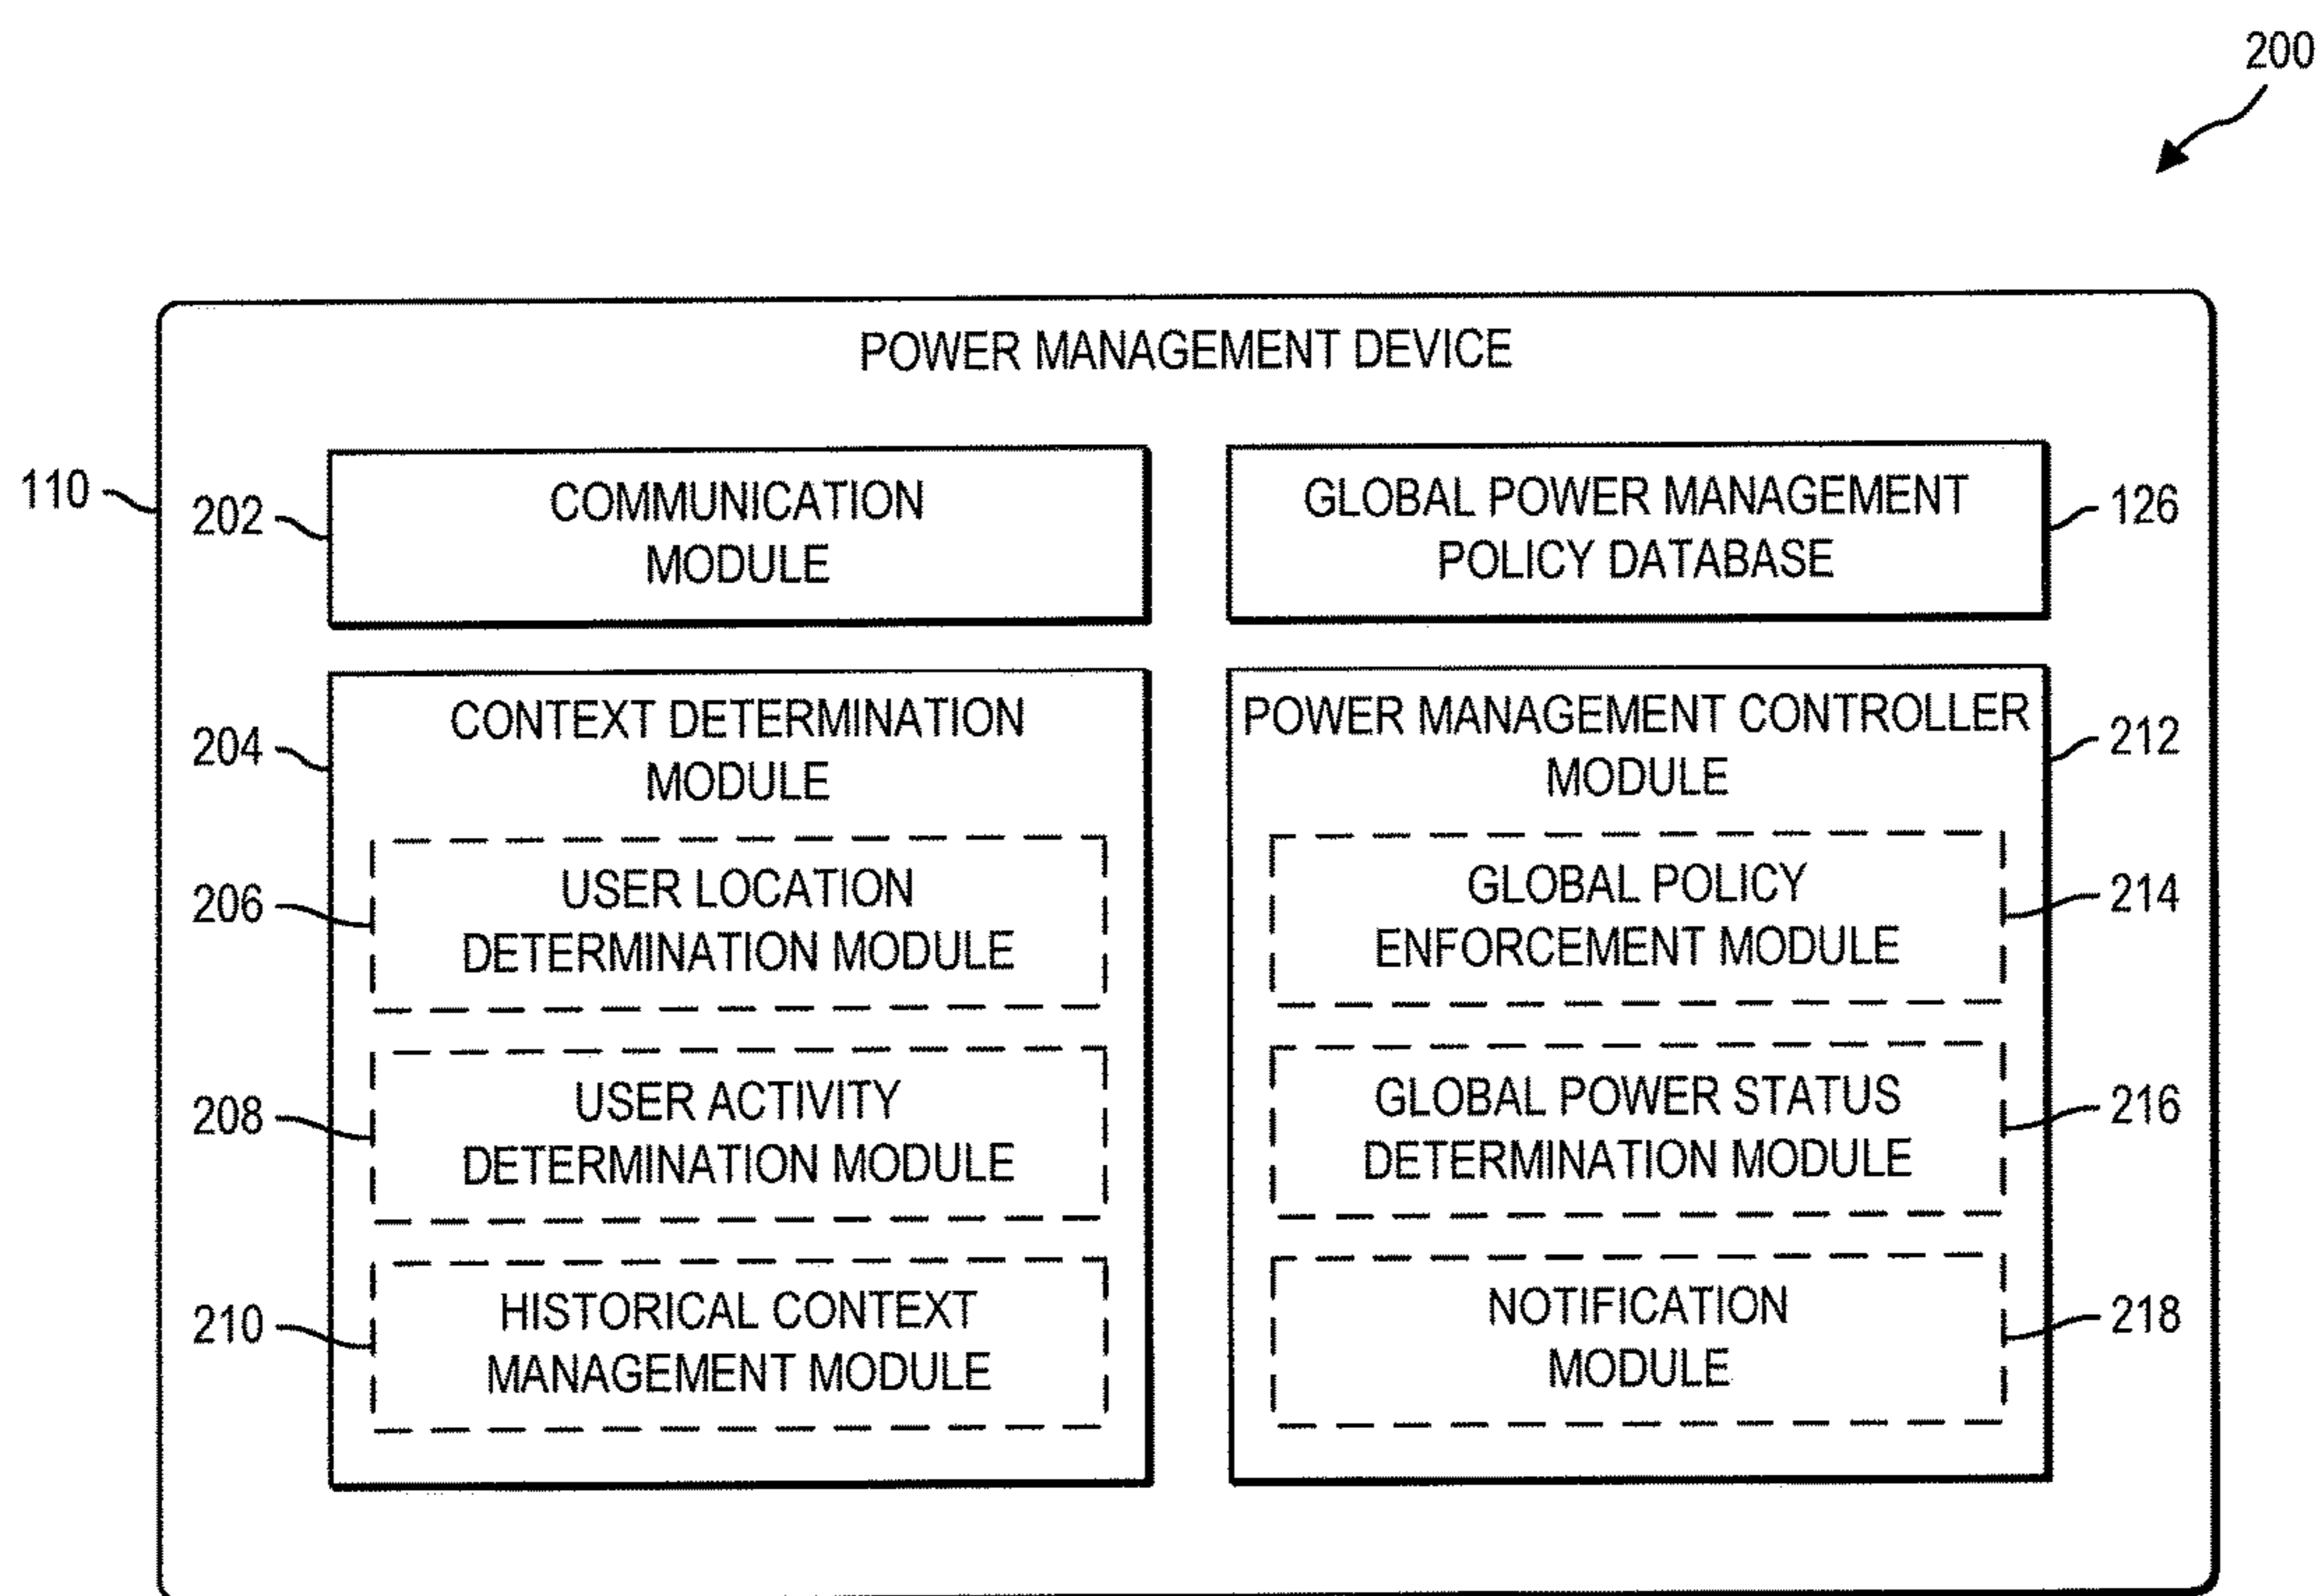 200
POWER MANAGEMENT DEVICE
110
202
COMMUNICATION
MODULE
GLOBAL POWER MANAGEMENT
POLICY DATABASE
126
204
CONTEXT DETERMINATION
MODULE
206
USER LOCATION
DETERMINATION MODULE
208
USER ACTIVITY
DETERMINATION MODULE
210
HISTORICAL CONTEXT
MANAGEMENT MODULE
POWER MANAGEMENT CONTROLLER
MODULE
212
GLOBAL POLICY
ENFORCEMENT MODULE
214
GLOBAL POWER STATUS
DETERMINATION MODULE
216
NOTIFICATION
MODULE
218